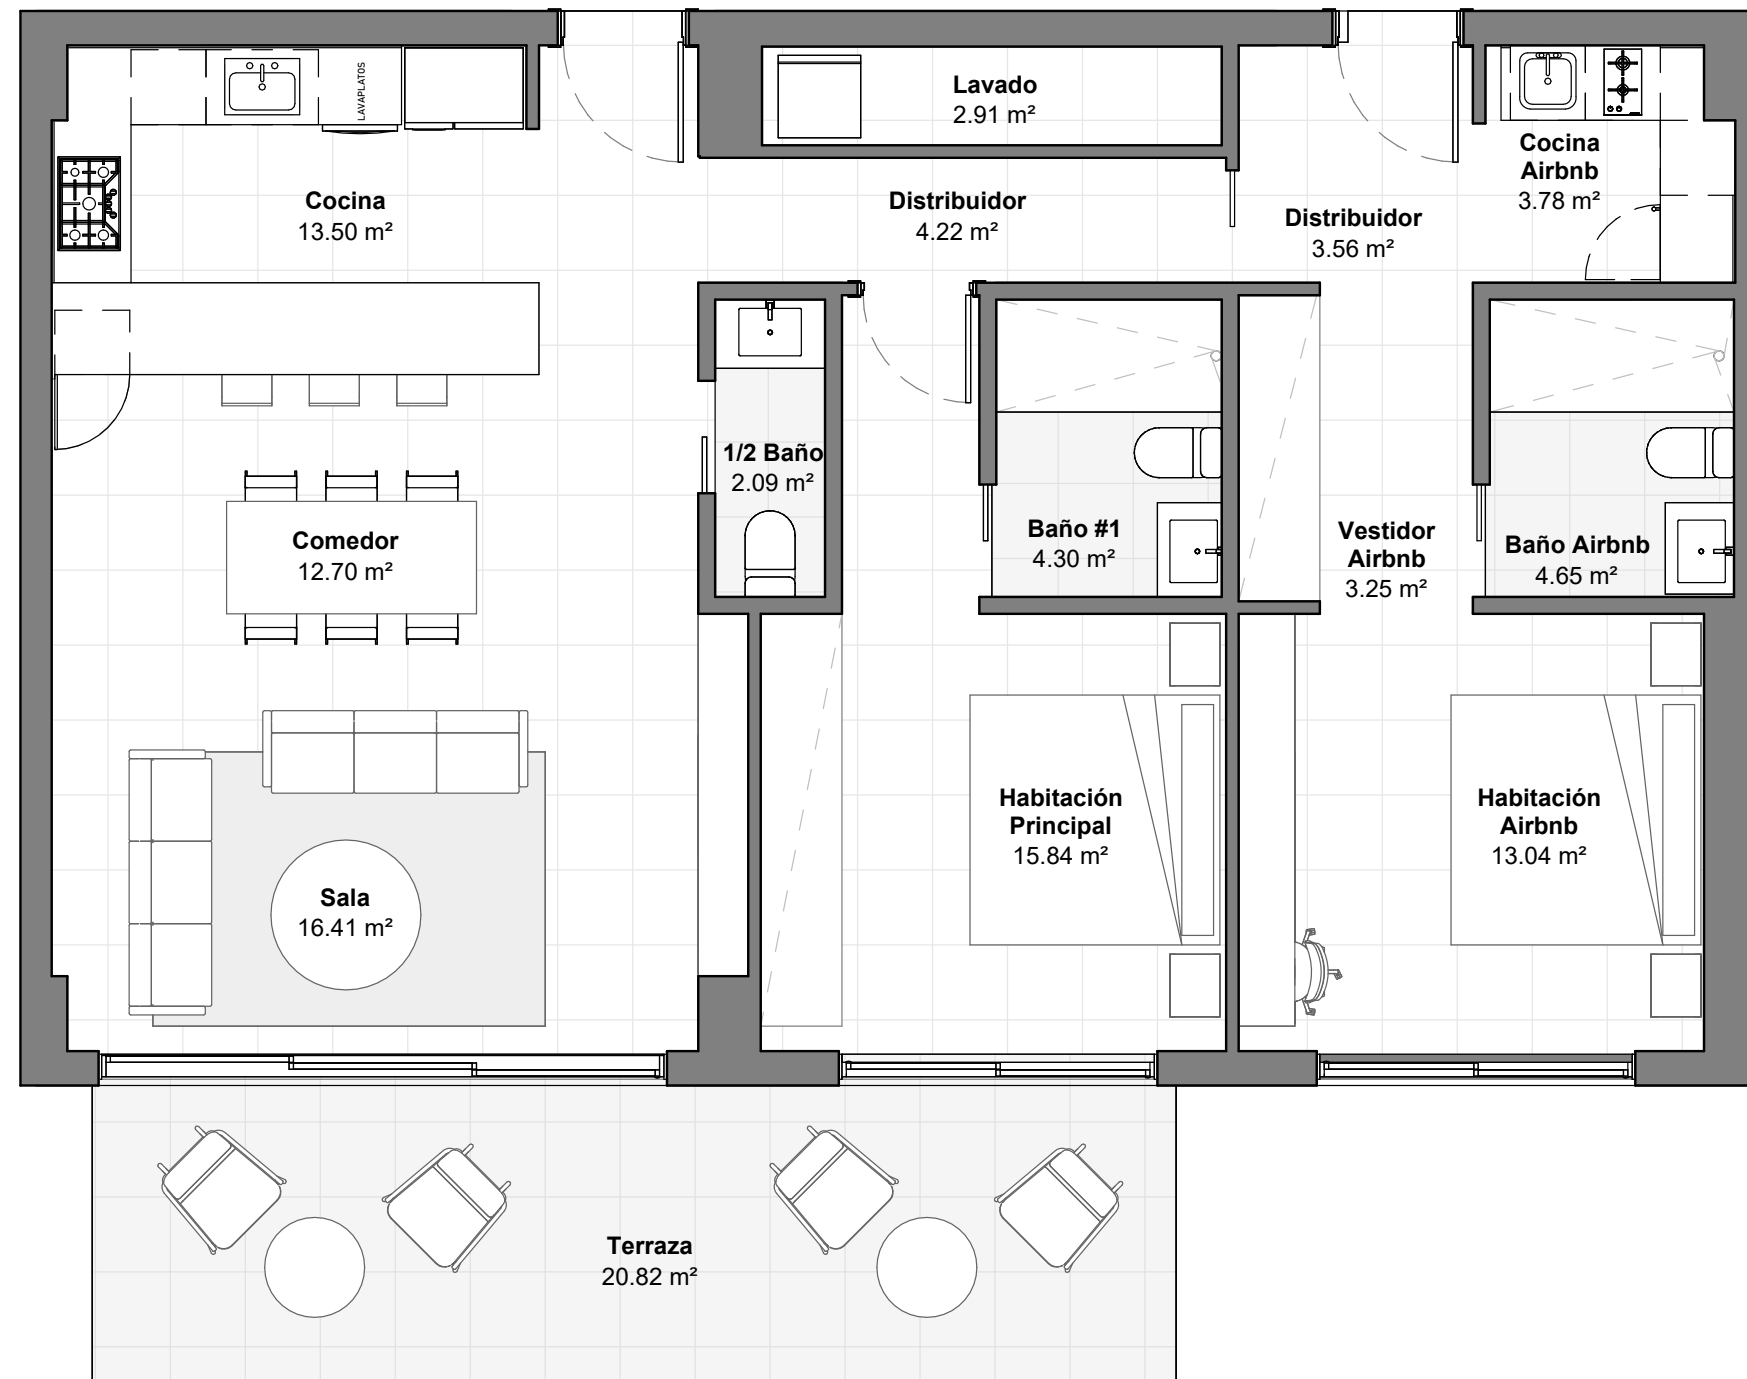 LAVAPLATOS
Lavado
2.91 m²
Cocina
Airbnb
3.78 m²
Cocina
13.50 m²
Distribuidor
4.22 m²
Distribuidor
3.56 m²
1/2 Baño
2.09 m²
Comedor
12.70 m²
Baño #1
4.30 m²
Vestidor
Airbnb
3.25 m²
Baño Airbnb
4.65 m²
Habitación
Principal
15.84 m²
Habitación
Airbnb
13.04 m²
Sala
16.41 m²
Terraza
20.82 m²